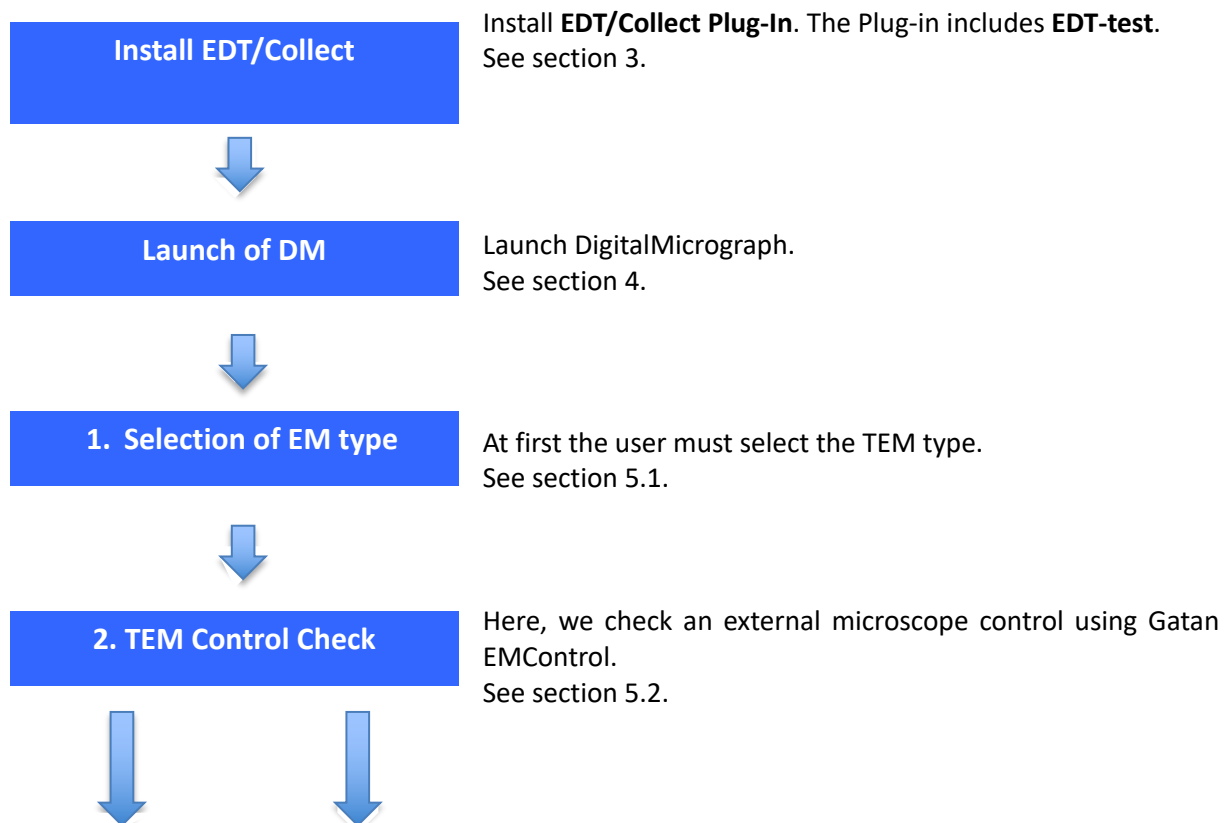 Install EDT/Collect
Install EDT/Collect Plug-In. The Plug-in includes EDT-test.
See section 3.
Launch of DM
Launch DigitalMicrograph.
See section 4.
1. Selection of EM type
At first the user must select the TEM type.
See section 5.1.
2. TEM Control Check
Here, we check an external microscope control using Gatan
EMControl.
See section 5.2.